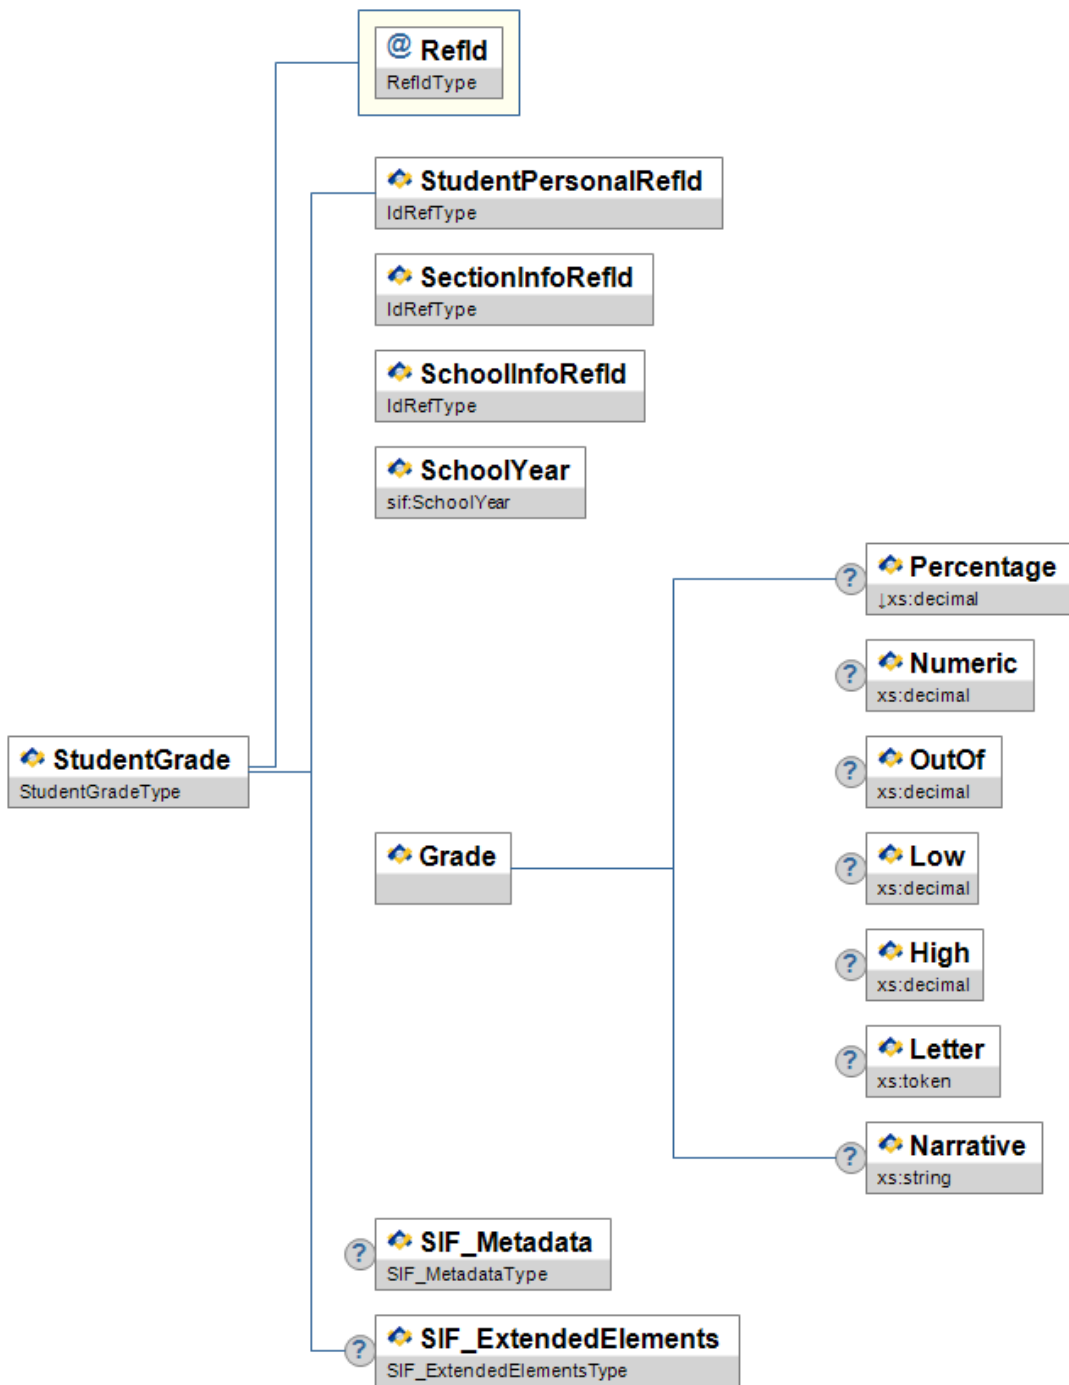 @ RefId
RefIdType
StudentPersonalRefId
IdRefType
SectionInfoRefId
IdRefType
SchoolInfoRefId
IdRefType
SchoolYear
sif:SchoolYear
? Percentage
↓xs:decimal
? Numeric
xs:decimal
StudentGrade
StudentGradeType
? OutOf
xs:decimal
Grade
? Low
xs:decimal
? High
xs:decimal
? Letter
xs:token
? Narrative
xs:string
? SIF_Metadata
SIF_MetadataType
? SIF_ExtendedElements
SIF_ExtendedElementsType